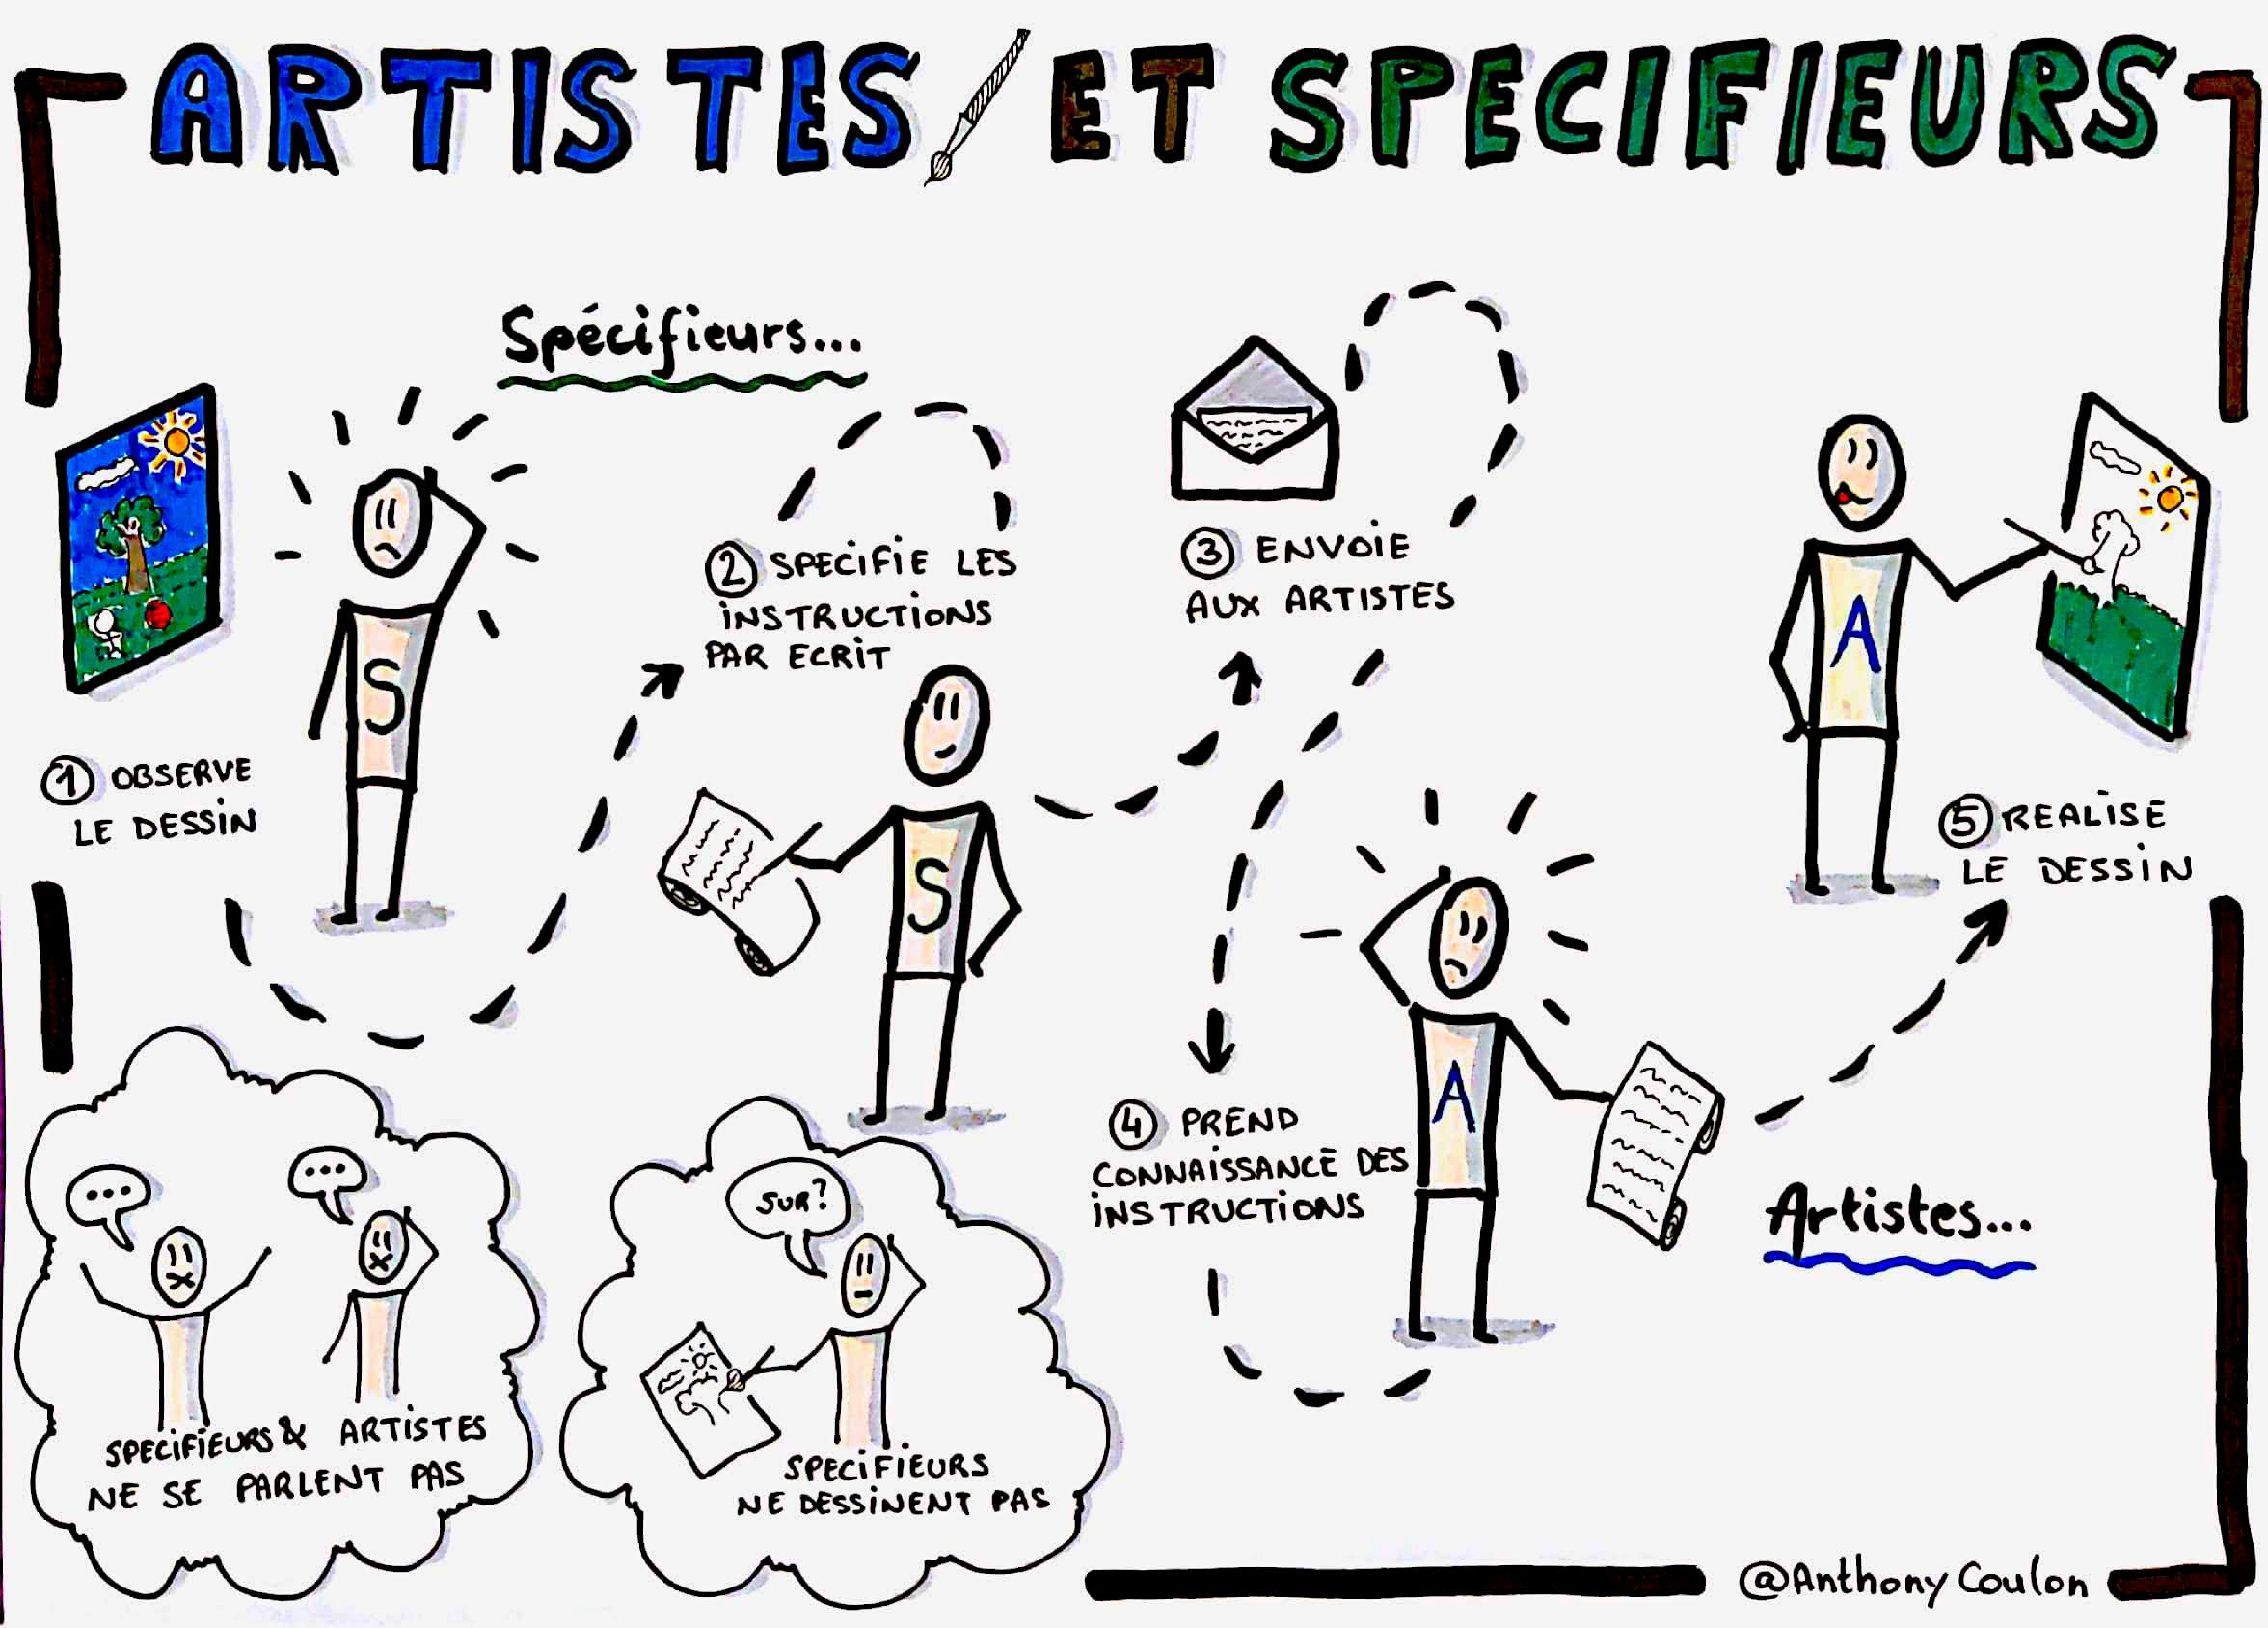 ARTISTES ET SPECIFIEURS
Spécifieurs...
① OBSERVE
LE DESSIN
② SPECIFIE LES
INSTRUCTIONS
PAR ECRIT
③ ENVOIE
AUX ARTISTES
④ PREND
CONNAISSANCE DES
INSTRUCTIONS
⑤ REALISE
LE DESSIN
Artistes...
S
S
A
A
...
...
SPECIFIEURS & ARTISTES
NE SE PARLENT PAS
SUR?
SPECIFIEURS
NE DESSINENT PAS
@Anthony Coulon